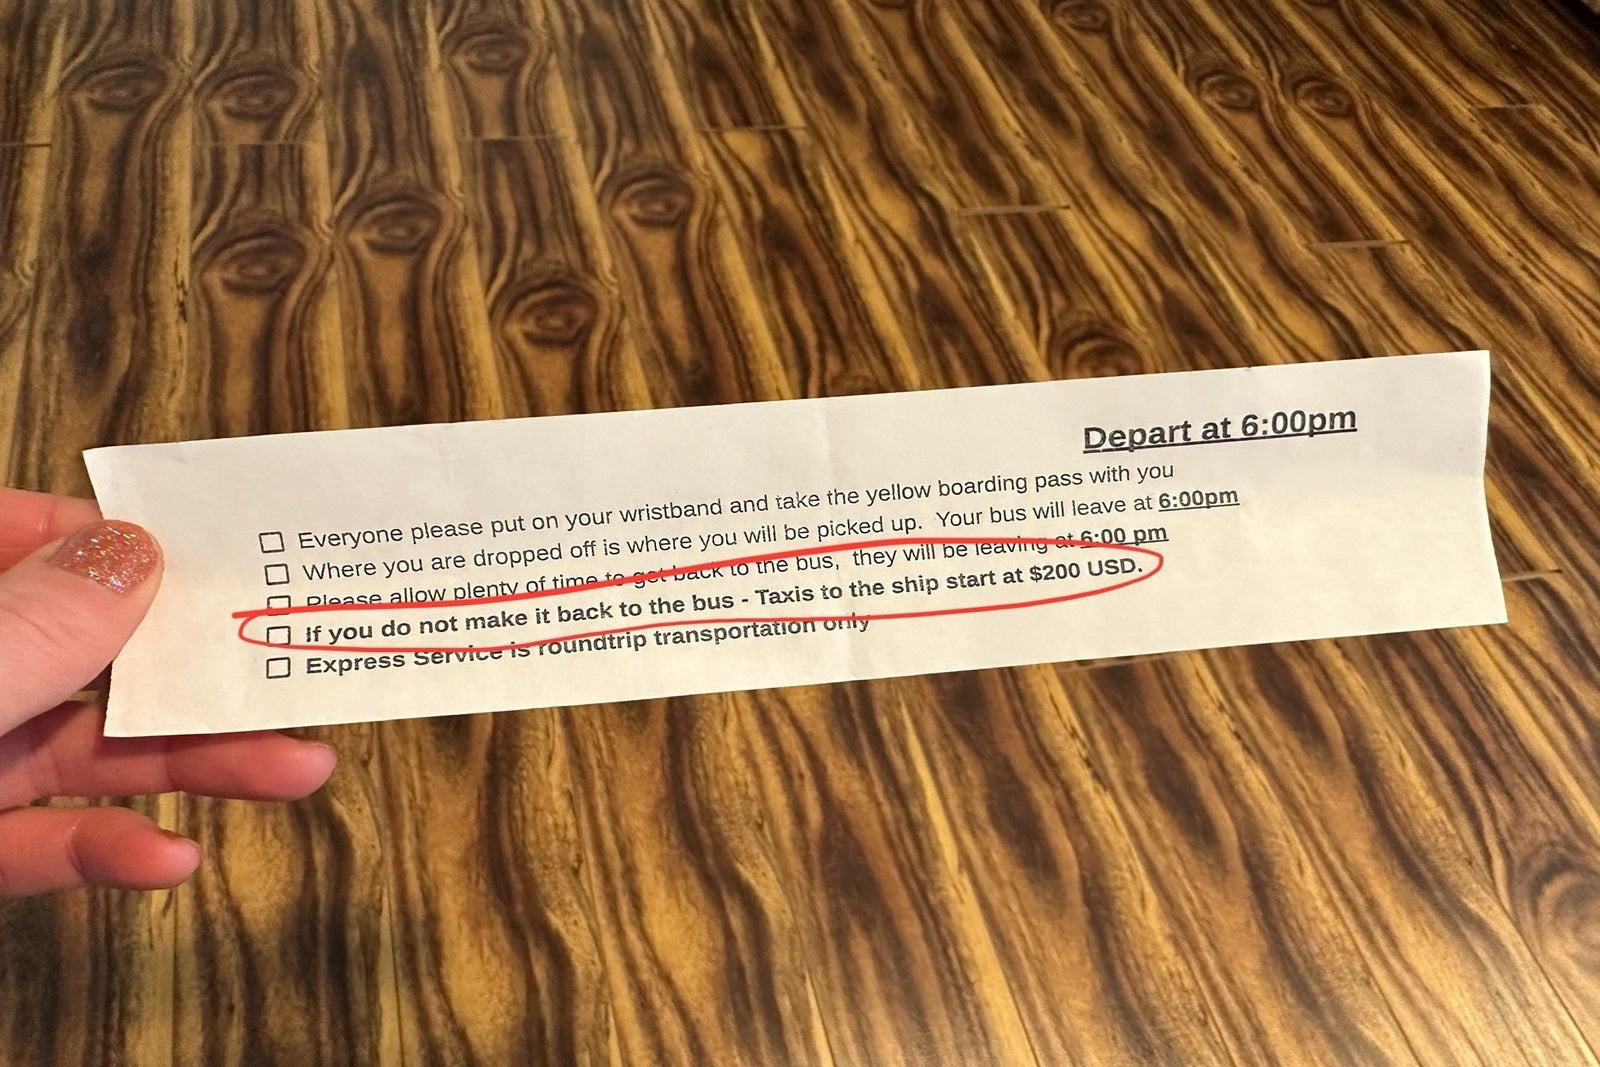 Depart at 6:00pm
Everyone please put on your wristband and take the yellow boarding pass with you
Where you are dropped off is where you will be picked up. Your bus will leave at 6:00pm
Please allow plenty of time to get back to the bus, they will be leaving at 6:00 pm
If you do not make it back to the bus - Taxis to the ship start at $200 USD.
Express Service is roundtrip transportation only